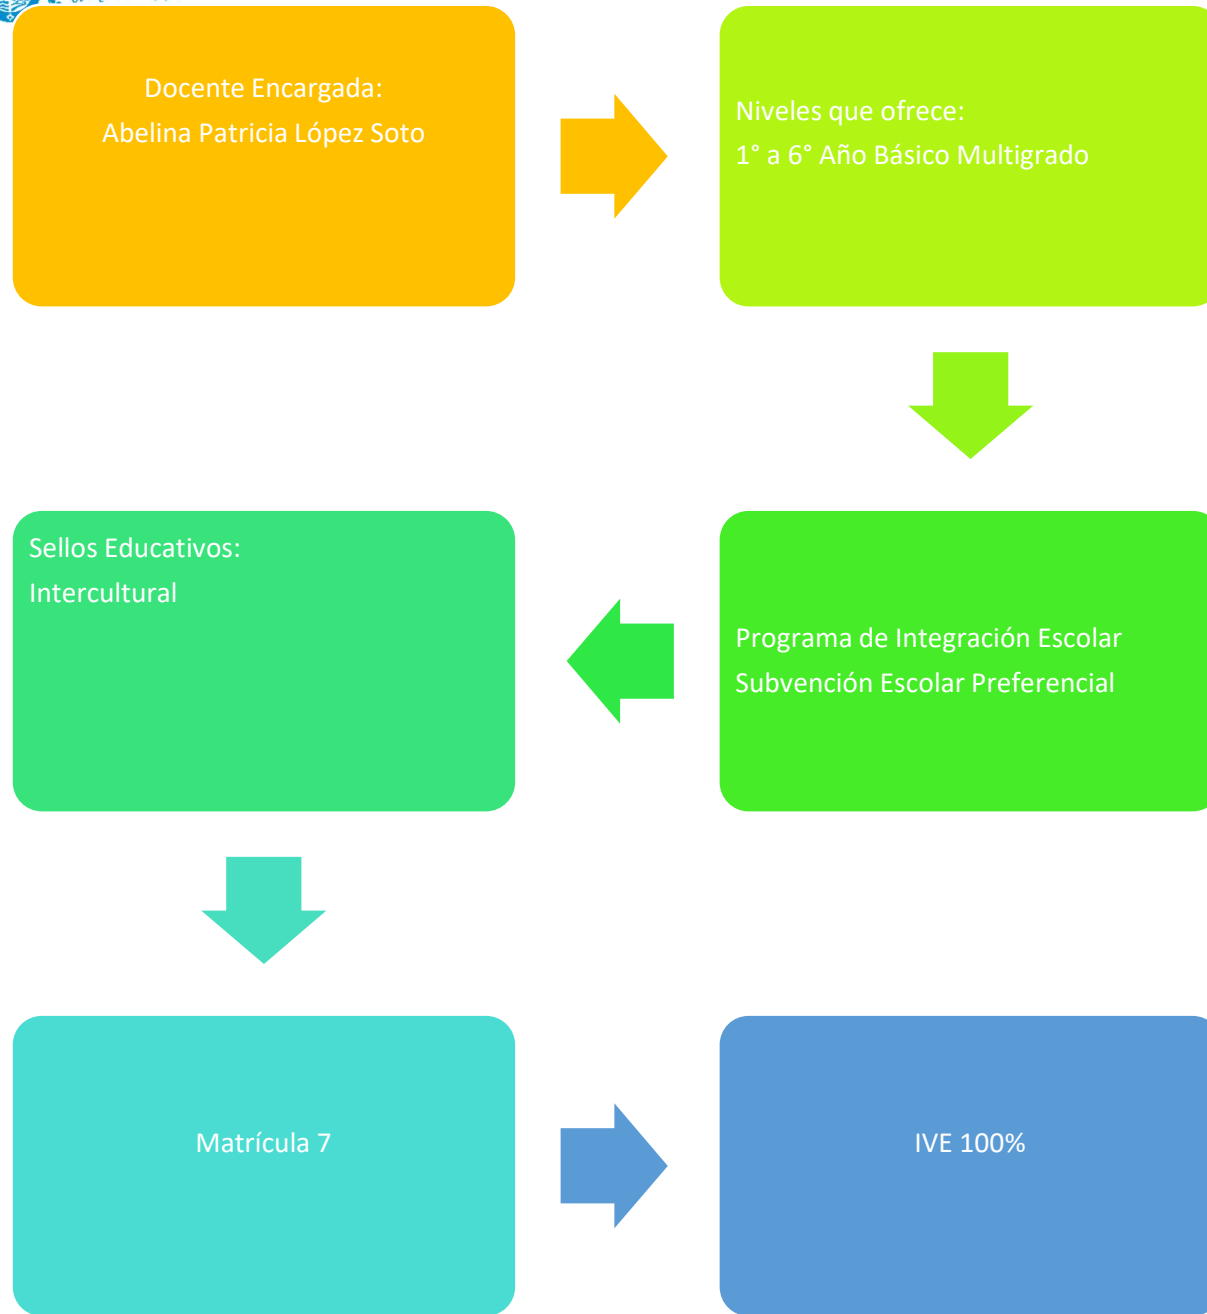 Docente Encargada:
Abelina Patricia López Soto
Niveles que ofrece:
1° a 6° Año Básico Multigrado
Programa de Integración Escolar
Subvención Escolar Preferencial
Sellos Educativos:
Intercultural
Matrícula 7
IVE 100%